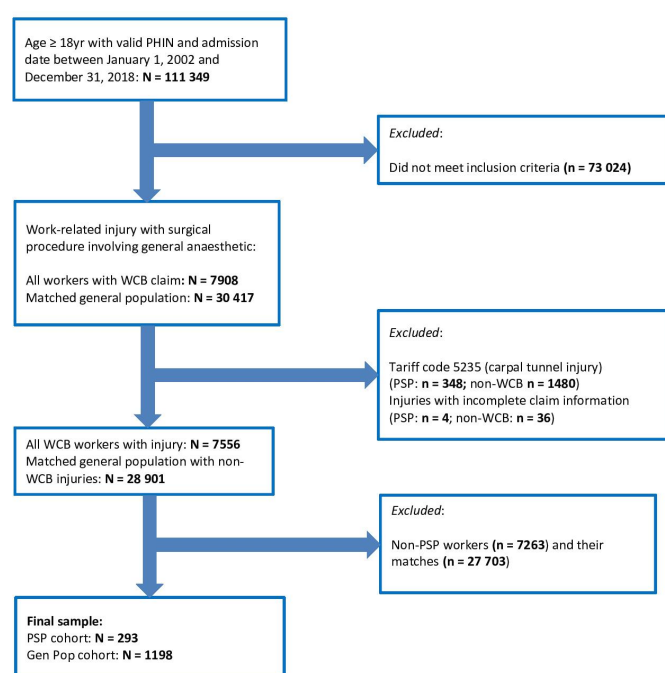 Age ≥ 18yr with valid PHIN and admission
date between January 1, 2002 and
December 31, 2018: N = 111 349
Excluded:
Did not meet inclusion criteria (n = 73 024)
Work-related injury with surgical
procedure involving general anaesthetic:
All workers with WCB claim: N = 7908
Matched general population: N = 30 417
Excluded:
Tariff code 5235 (carpal tunnel injury)
(PSP: n = 348; non-WCB n = 1480)
Injuries with incomplete claim information
(PSP: n = 4; non-WCB: n = 36)
All WCB workers with injury: N = 7556
Matched general population with non-
WCB injuries: N = 28 901
Excluded:
Non-PSP workers (n = 7263) and their
matches (n = 27 703)
Final sample:
PSP cohort: N = 293
Gen Pop cohort: N = 1198